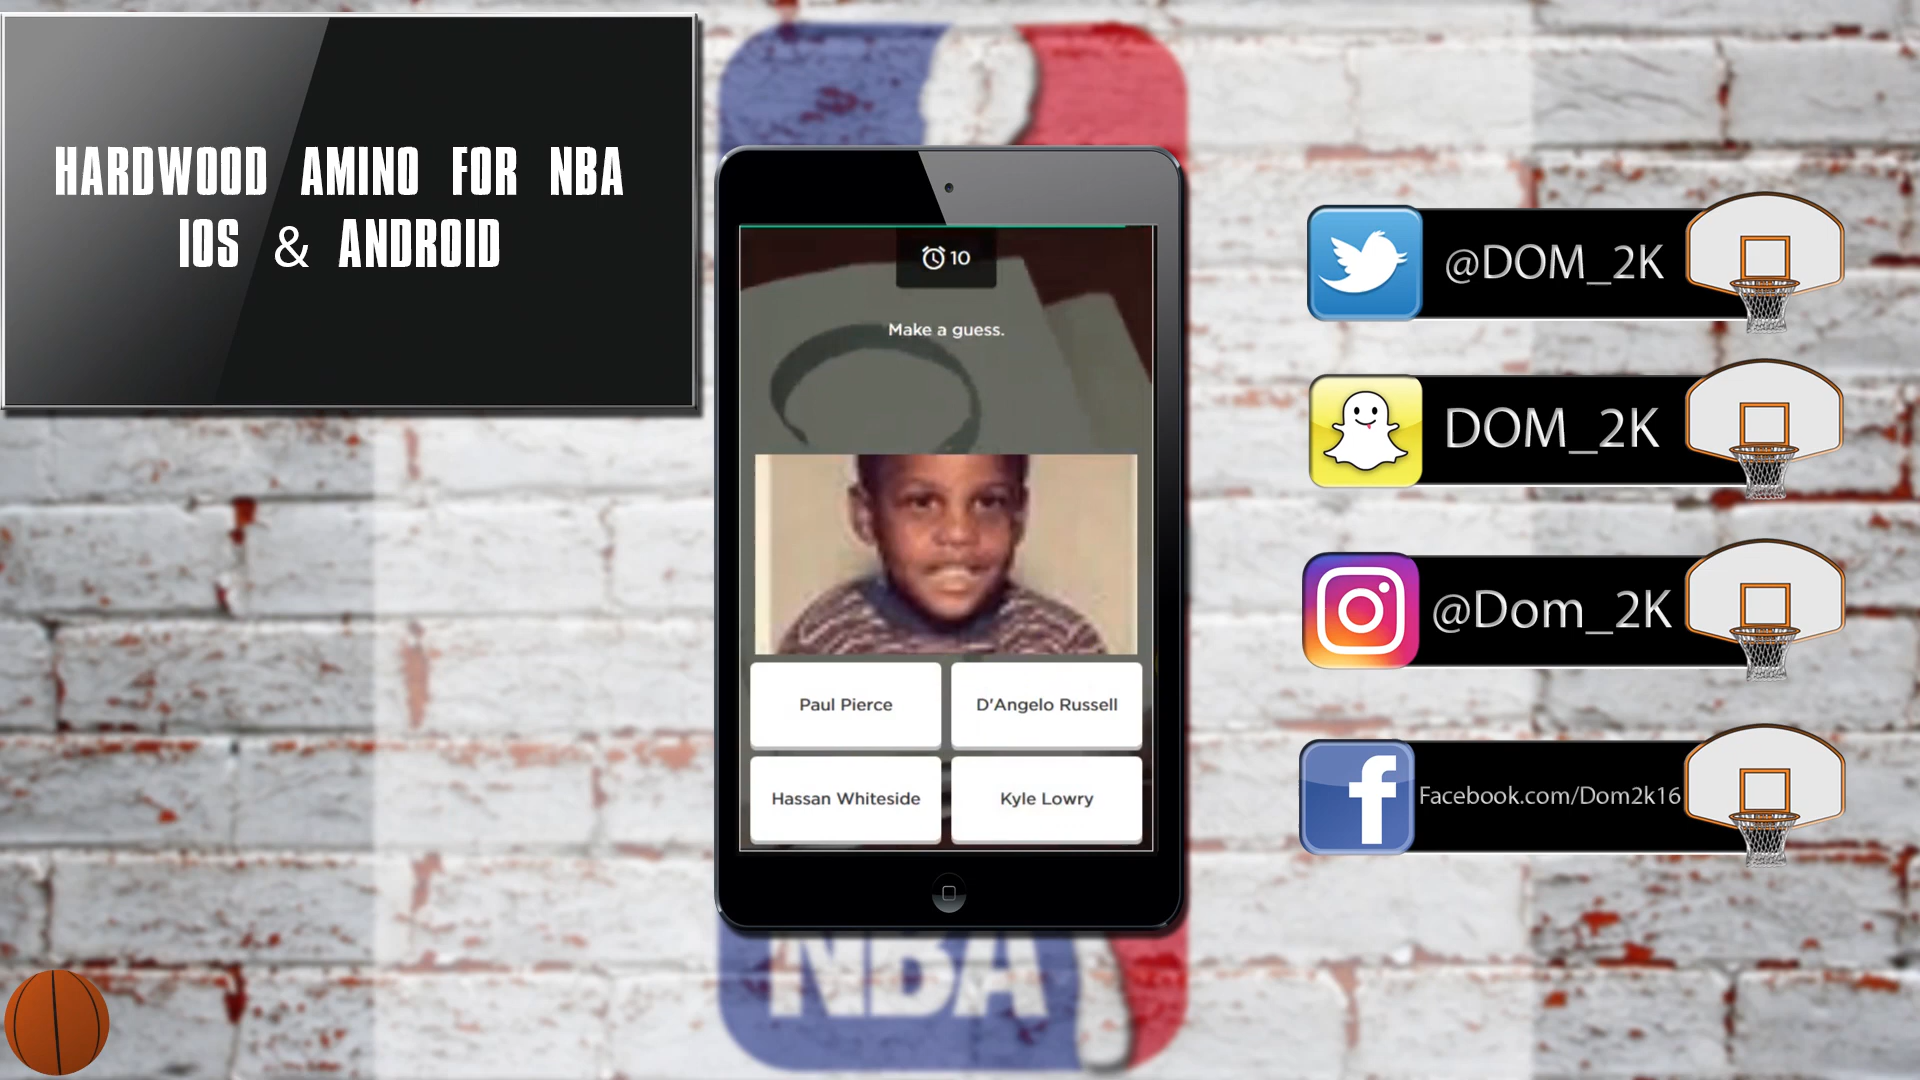 HARDWOOD AMINO FOR NBA
IOS & ANDROID
10
Make a guess.
Paul Pierce
D'Angelo Russell
Hassan Whiteside
Kyle Lowry
@DOM_2K
DOM_2K
@Dom_2K
f
Facebook.com/Dom2k16
NBA